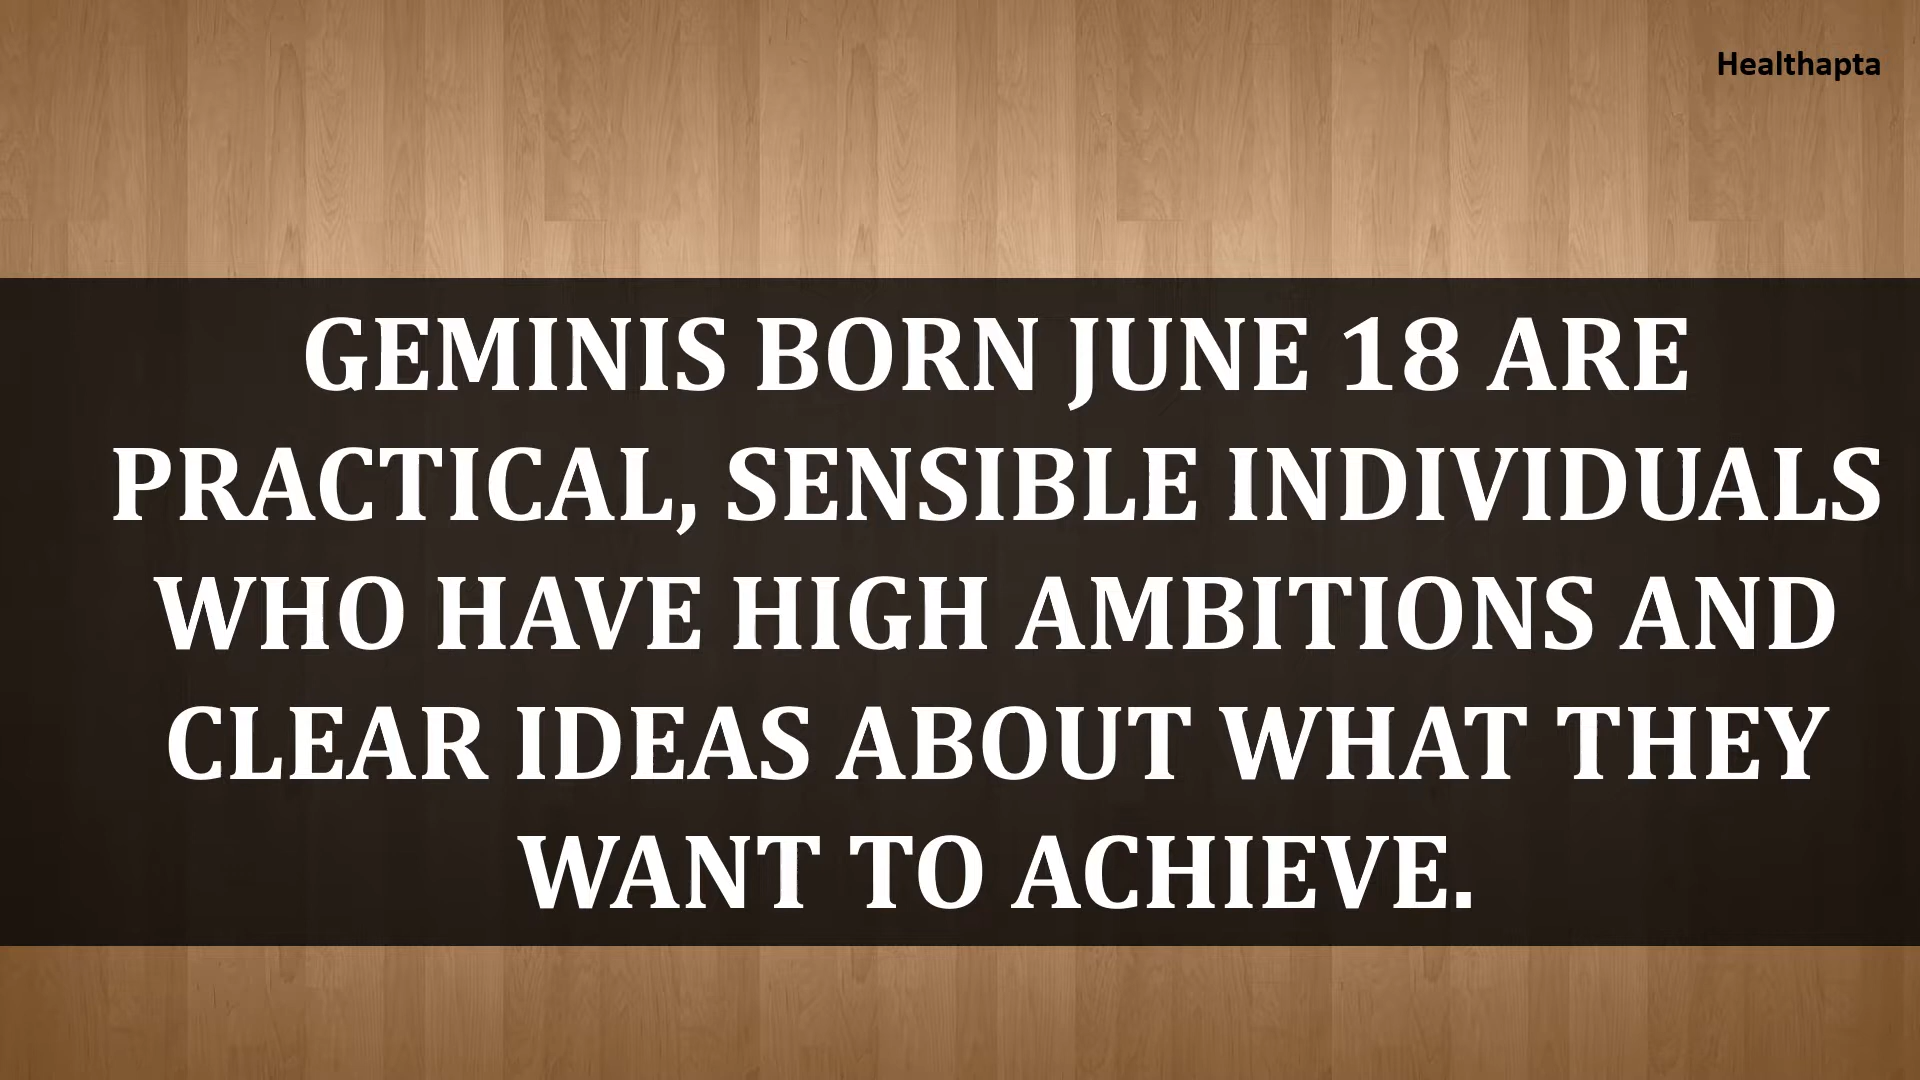 Healthapta
GEMINIS BORN JUNE 18 ARE
PRACTICAL, SENSIBLE INDIVIDUALS
WHO HAVE HIGH AMBITIONS AND
CLEAR IDEAS ABOUT WHAT THEY
WANT TO ACHIEVE.